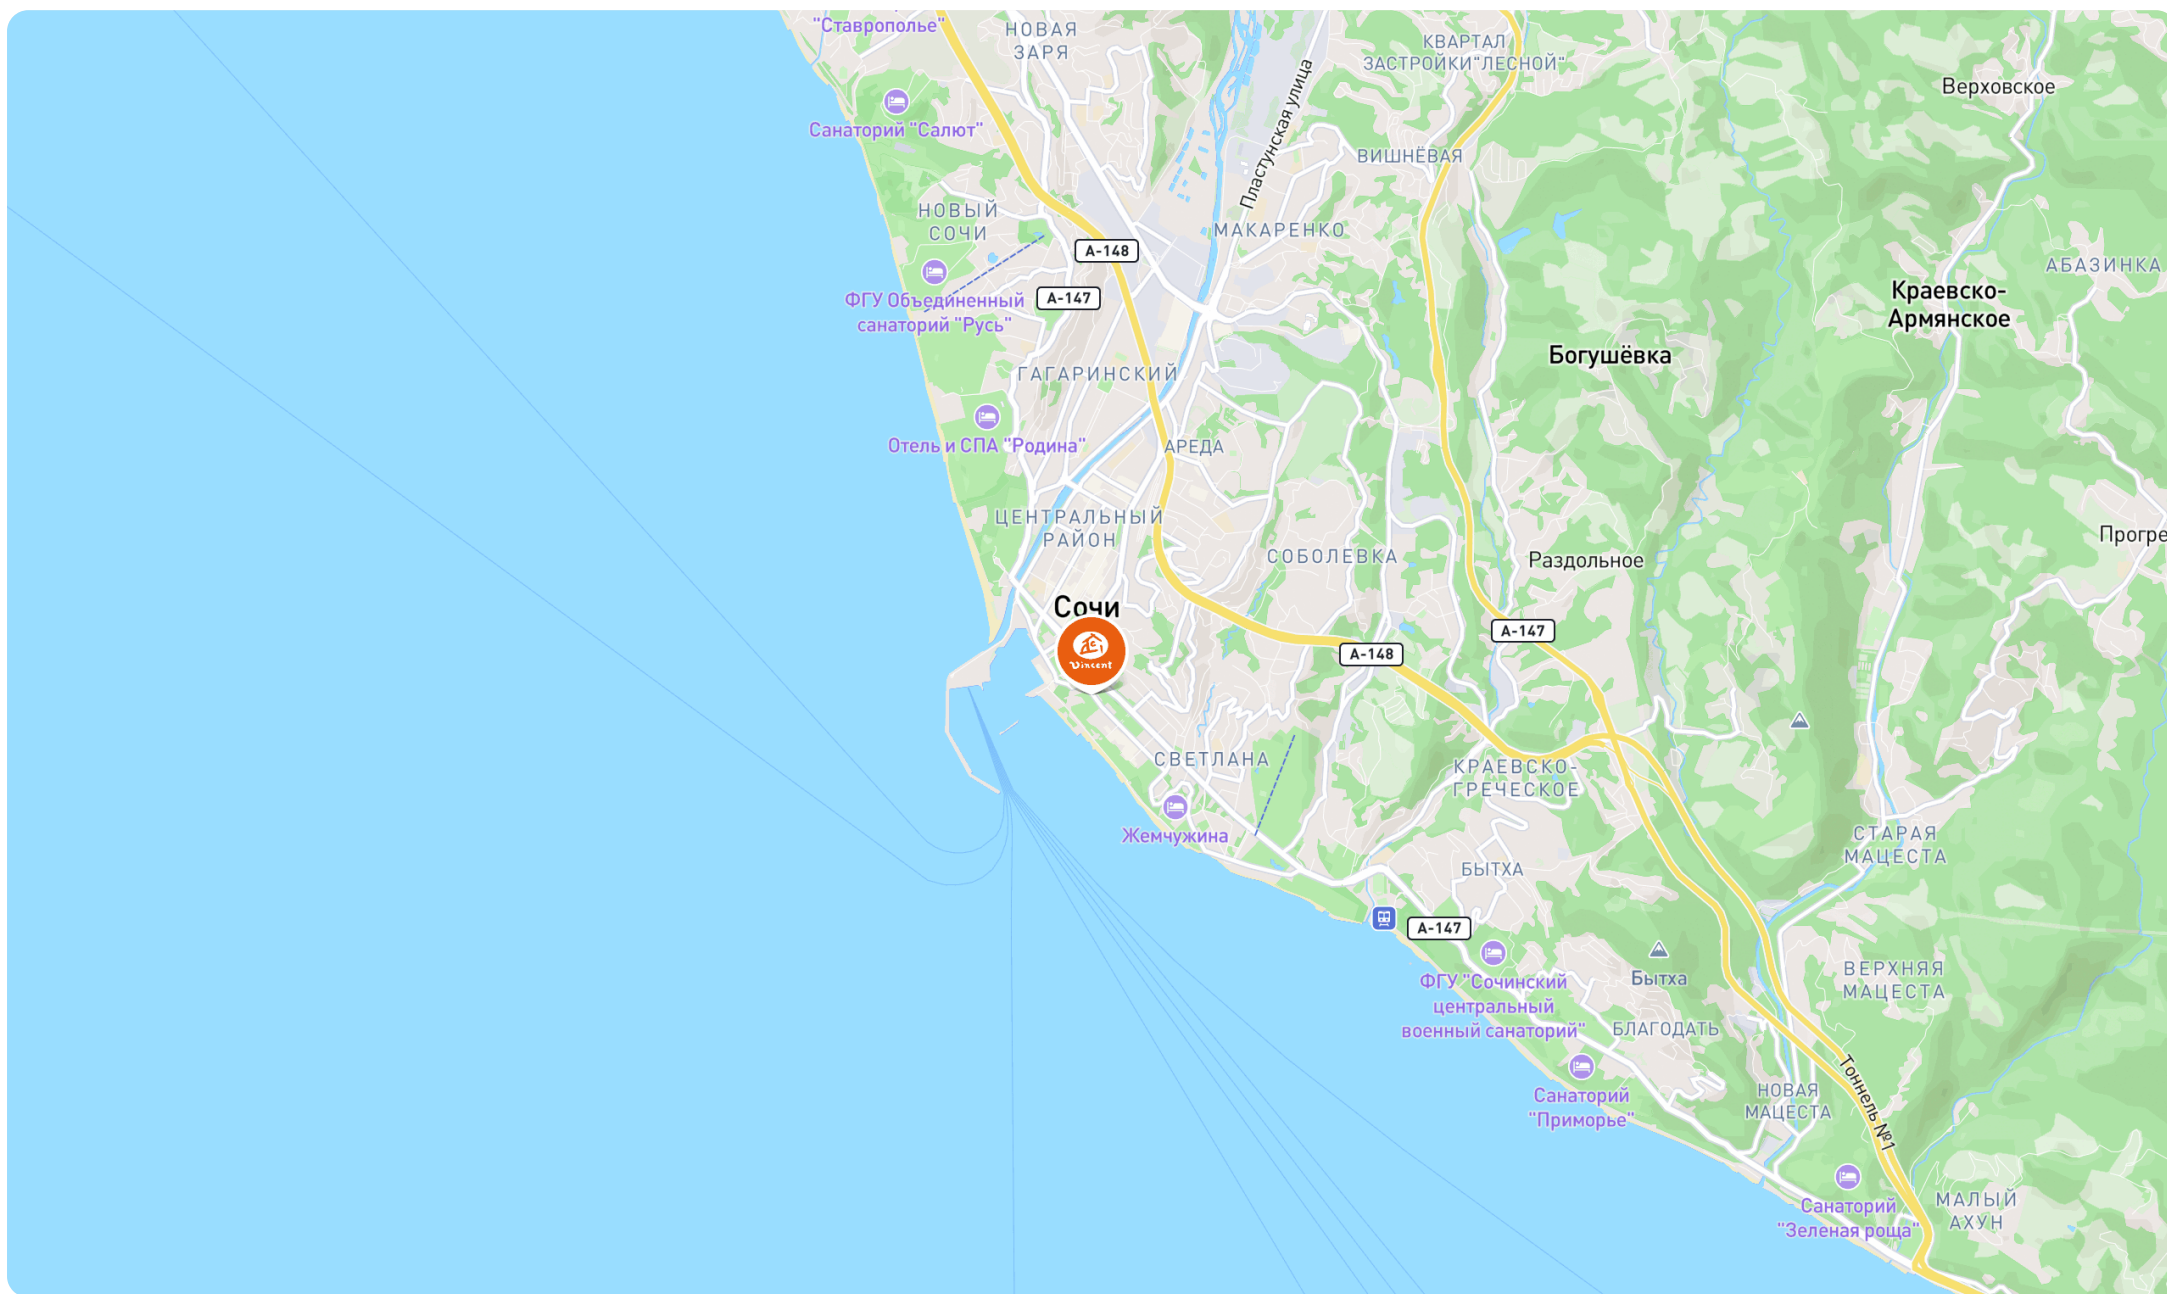 "Ставрополье"
НОВАЯ
ЗАРЯ
КВАРТАЛ
ЗАСТРОЙКИ"ЛЕСНОЙ"
Верховское
Санаторий "Салют"
Пластунская улица
ВИШНЁВАЯ
НОВЫЙ
СОЧИ
МАКАРЕНКО
А-148
АБАЗИНКА
ФГУ Объединенный
санаторий "Русь"
А-147
Краевско-
Армянское
Богушёвка
ГАГАРИНСКИЙ
Отель и СПА "Родина"
АРЕДА
ЦЕНТРАЛЬНЫЙ
РАЙОН
СОБОЛЕВКА
Раздольное
Прогре
Сочи
Vincent
А-148
А-147
СВЕТЛАНА
КРАЕВСКО-
ГРЕЧЕСКОЕ
Жемчужина
СТАРАЯ
МАЦЕСТА
БЫТХА
А-147
ФГУ "Сочинский
центральный
военный санаторий"
Бытха
ВЕРХНЯЯ
МАЦЕСТА
БЛАГОДАТЬ
Санаторий
"Приморье"
НОВАЯ
МАЦЕСТА
Тоннель №1
Санаторий
"Зеленая роща"
МАЛЫЙ
АХУН